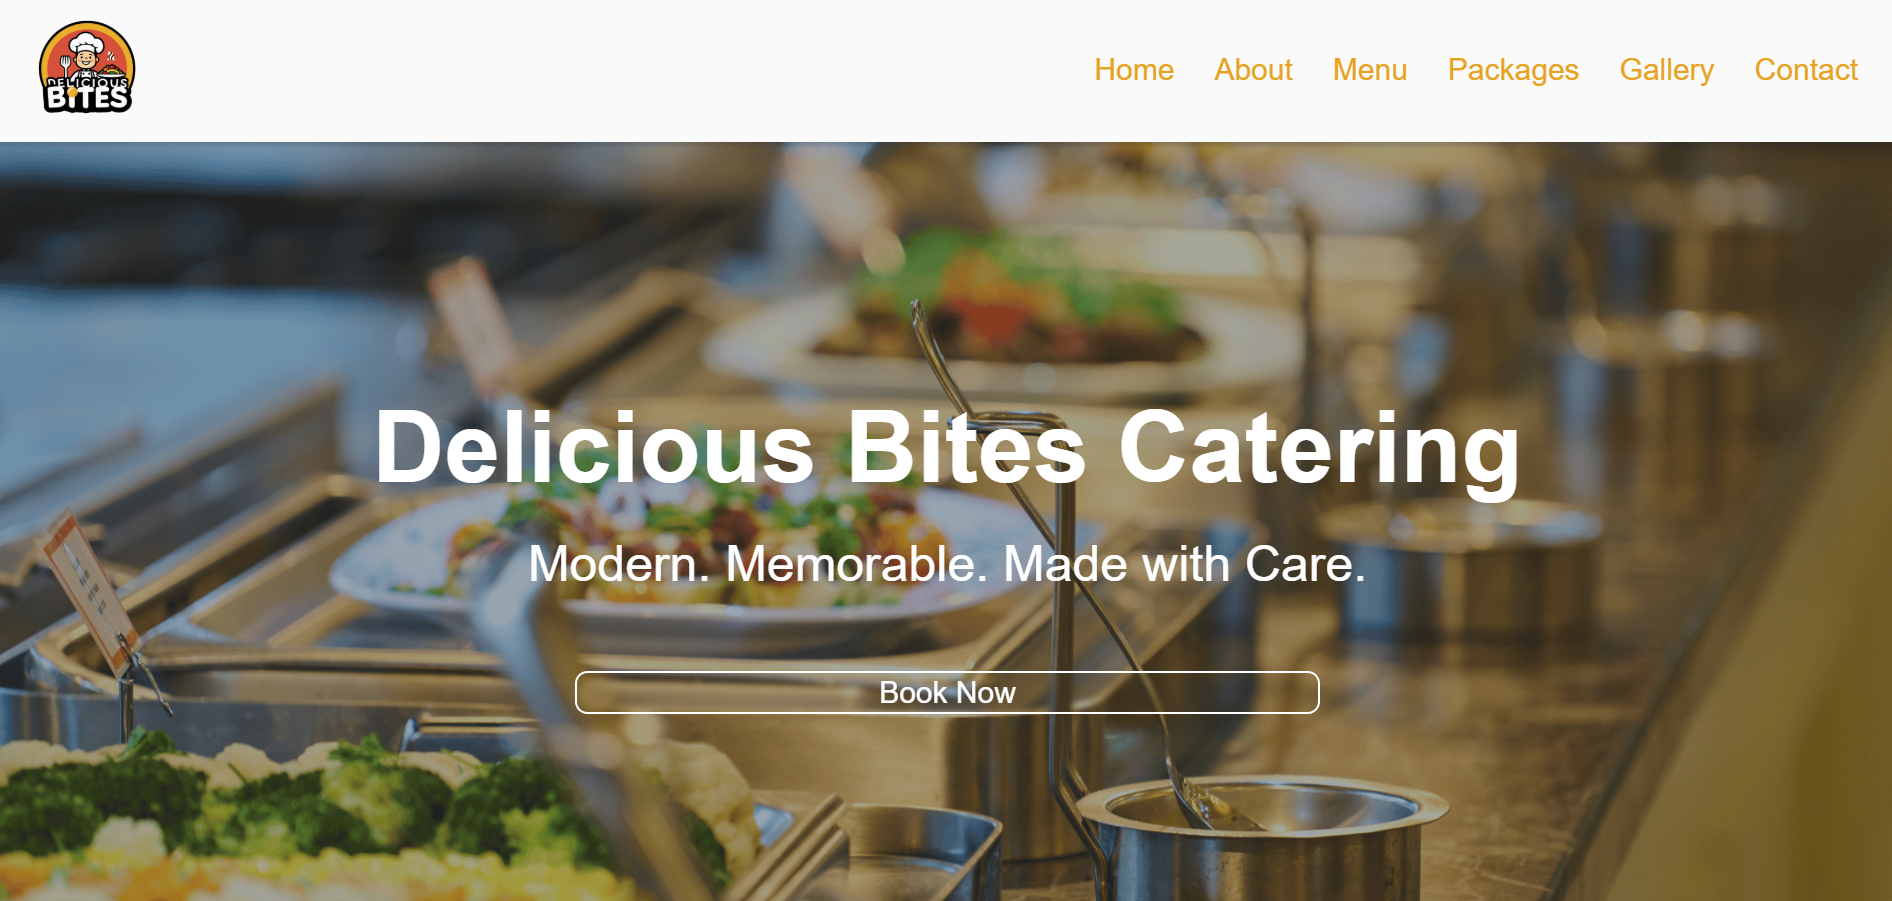 DELICIOUS
BITES
Home About Menu Packages Gallery Contact
Delicious Bites Catering
Modern. Memorable. Made with Care.
Book Now